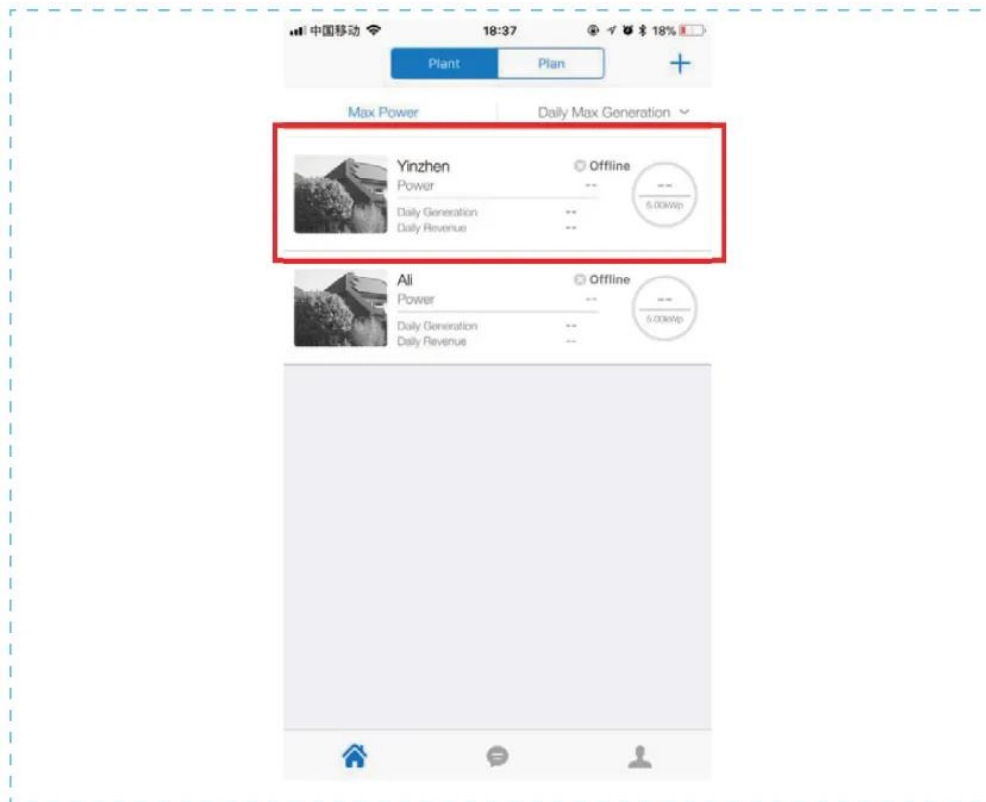 中国移动 18:37 18%
Plant Plan +
Max Power Daily Max Generation
Yinzhen Offline
Power --
--
Daily Generation --
5.00kWp
Daily Revenue --
Ali Offline
Power --
--
Daily Generation --
5.00kWp
Daily Revenue --